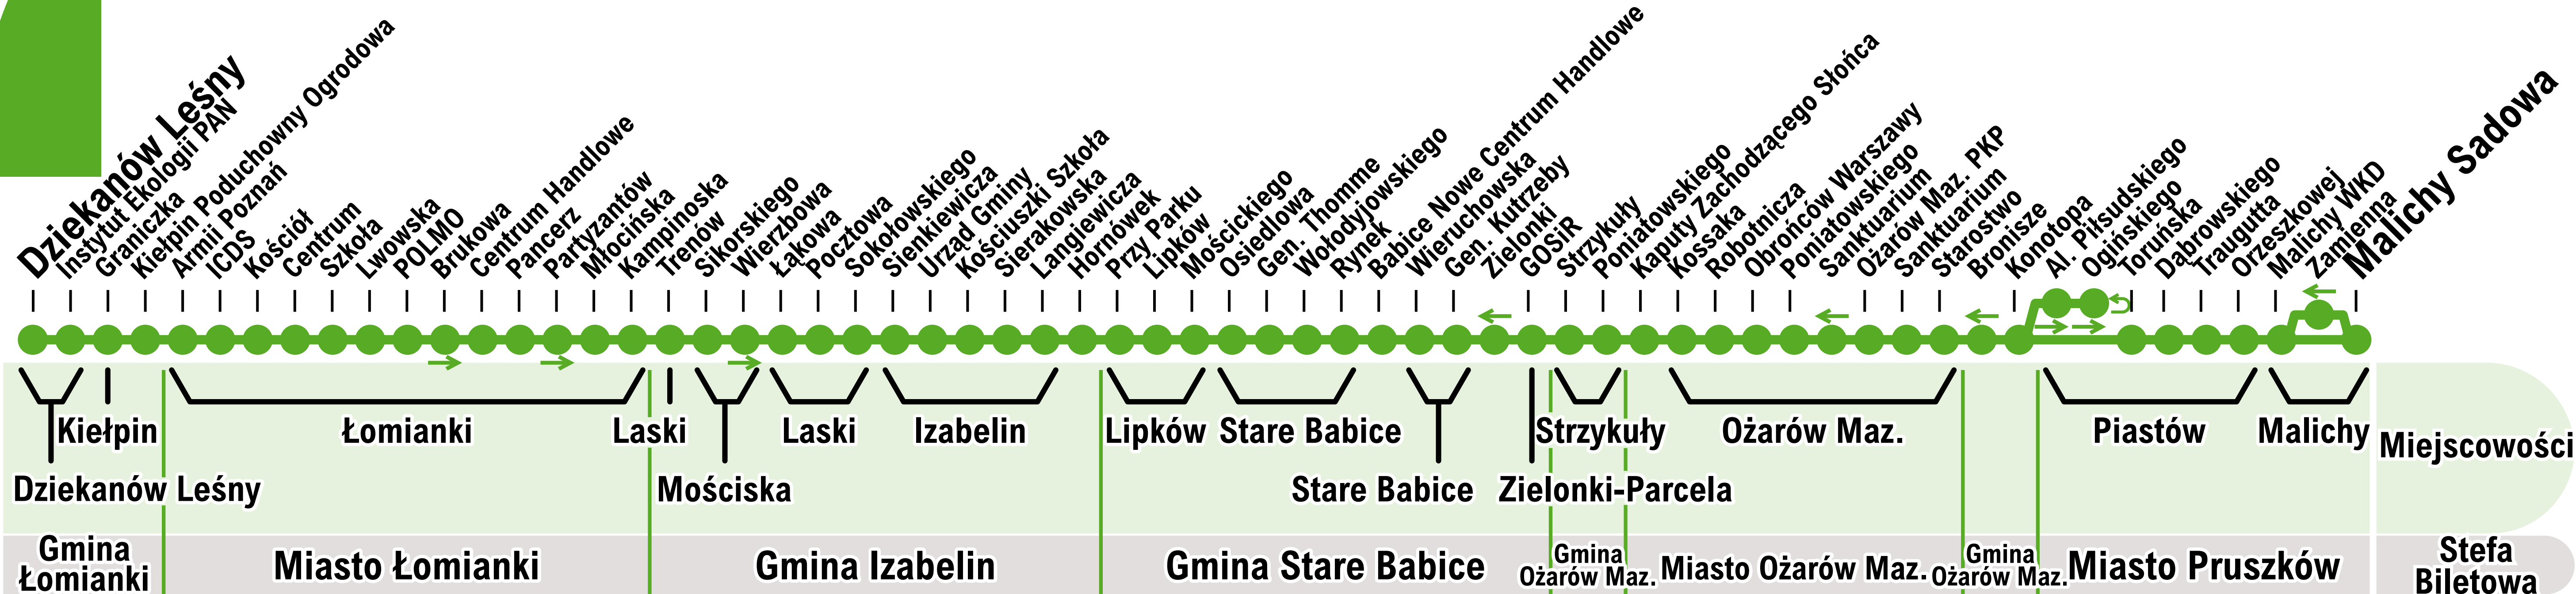 Dziekanów Leśny
Instytut Ekologii PAN
Graniczka
Kiełpin Poduchowny Ogrodowa
Armii Poznań
ICDS
Kościół
Centrum
Szkoła
Lwowska
POLMO
Brukowa
Centrum Handlowe
Pancerz
Partyzantów
Młocińska
Kampinoska
Trenów
Sikorskiego
Wierzbowa
Łąkowa
Pocztowa
Sokołowskiego
Sienkiewicza
Urząd Gminy
Kościuszki Szkoła
Sierakowska
Langiewicza
Hornówek
Przy Parku
Lipków
Mościckiego
Osiedlowa
Gen. Thomme
Wołodyjowskiego
Rynek
Babice Nowe Centrum Handlowe
Wieruchowska
Gen. Kutrzeby
Zielonki
GOSiR
Strzykuły
Poniatowskiego
Kaputy Zachodzącego Słońca
Kossaka
Robotnicza
Obrońców Warszawy
Poniatowskiego
Sanktuarium
Ożarów Maz. PKP
Sanktuarium
Starostwo
Bronisze
Konotopa
Al. Piłsudskiego
Ogińskiego
Toruńska
Dąbrowskiego
Traugutta
Orzeszkowej
Malichy WKD
Zamienna
Malichy Sadowa
Kiełpin
Łomianki
Laski
Laski
Izabelin
Lipków
Stare Babice
Strzykuły
Ożarów Maz.
Piastów
Malichy
Miejscowości
Dziekanów Leśny
Mościska
Stare Babice
Zielonki-Parcela
Gmina
Łomianki
Miasto Łomianki
Gmina Izabelin
Gmina Stare Babice
Gmina
Ożarów Maz.
Miasto Ożarów Maz.
Gmina
Ożarów Maz.
Miasto Pruszków
Stefa
Biletowa